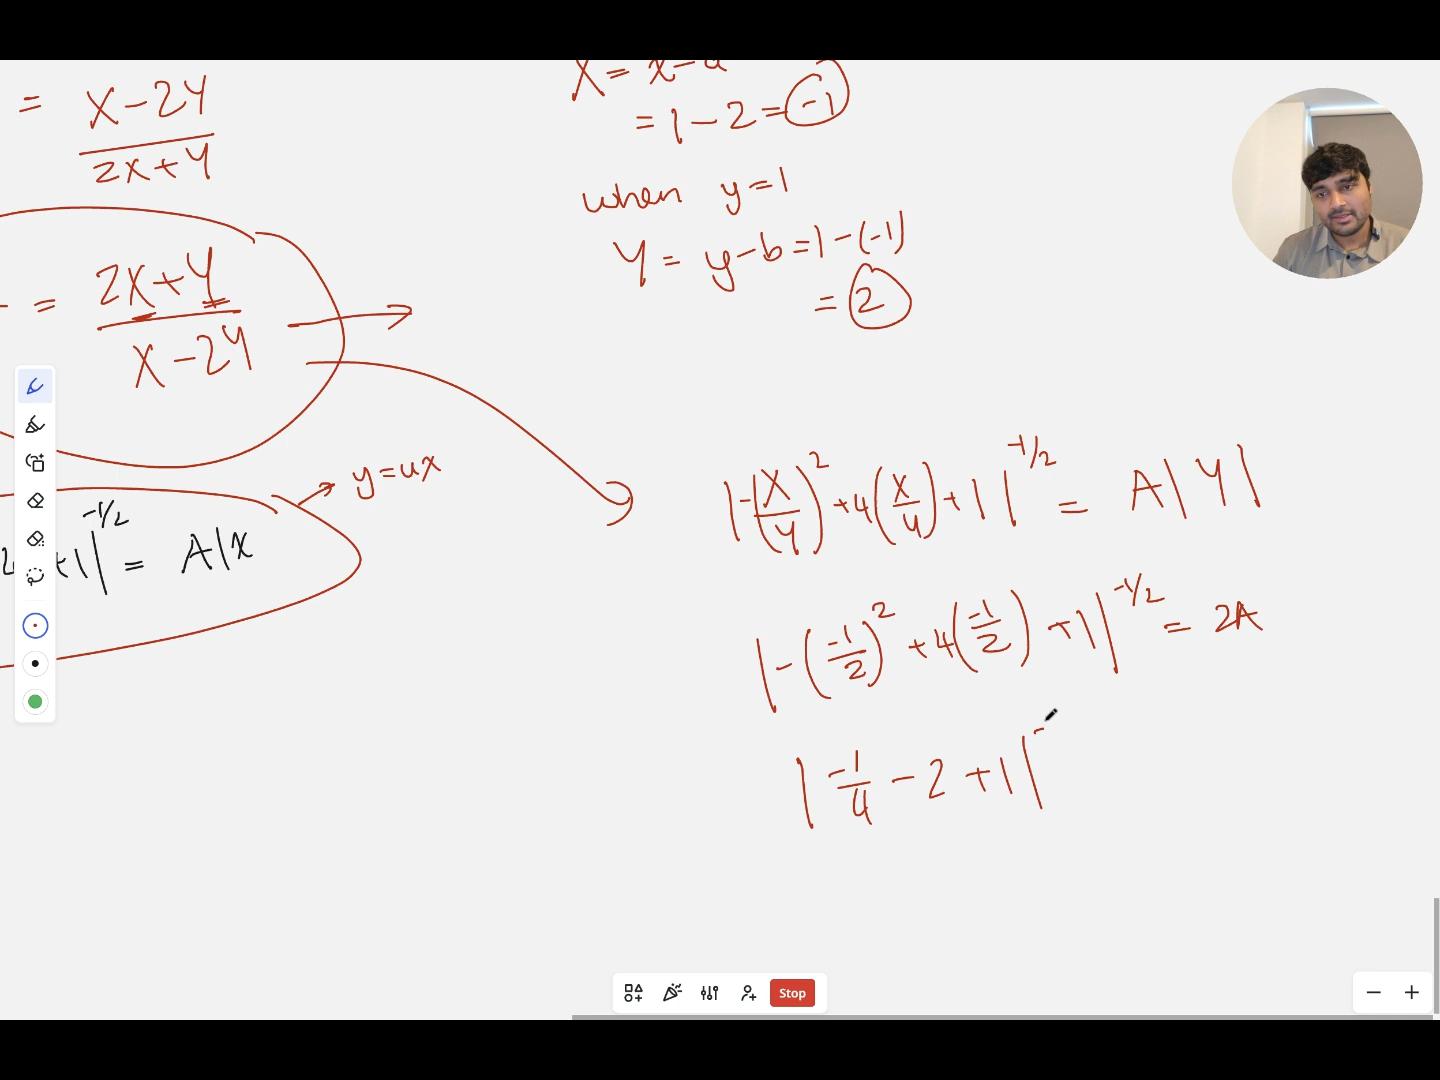 = X-2Y / 2X+Y
= 2X+Y / X-2Y
y=ux
+1|^-1/2 = A|x
X = x-a
= 1-2 = -1
when y=1
Y = y-b = 1-(-1)
= 2
|-(X/Y)^2 +4(X/Y)+1|^-1/2 = A|Y|
|-(-1/2)^2 +4(-1/2) +1|^-1/2 = 2A
|-1/4 -2 +1|^-
Stop